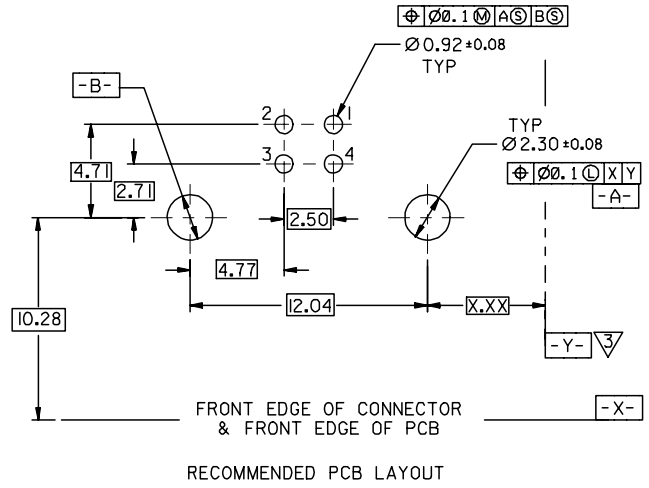 ⌖ Ø0.1 Ⓜ A Ⓢ B Ⓢ
Ø0.92 ±0.08
TYP
-B-
2 1
3 4
TYP
Ø2.30 ±0.08
⌖ Ø0.1 Ⓛ X Y
-A-
4.71
2.71
2.50
4.77
12.04
X.XX
10.28
-Y- 3
FRONT EDGE OF CONNECTOR
& FRONT EDGE OF PCB
-X-
RECOMMENDED PCB LAYOUT